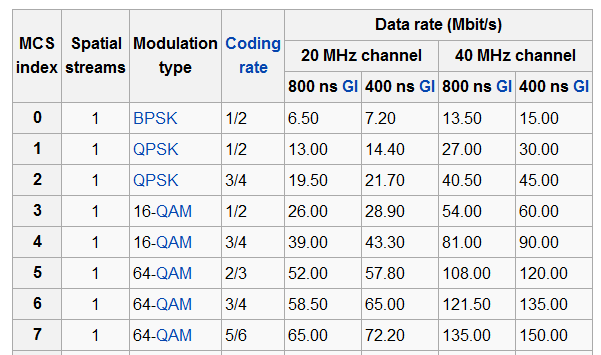 MCS index Spatial streams Modulation type Coding rate Data rate (Mbit/s)
20 MHz channel 40 MHz channel
800 ns GI 400 ns GI 800 ns GI 400 ns GI
0 1 BPSK 1/2 6.50 7.20 13.50 15.00
1 1 QPSK 1/2 13.00 14.40 27.00 30.00
2 1 QPSK 3/4 19.50 21.70 40.50 45.00
3 1 16-QAM 1/2 26.00 28.90 54.00 60.00
4 1 16-QAM 3/4 39.00 43.30 81.00 90.00
5 1 64-QAM 2/3 52.00 57.80 108.00 120.00
6 1 64-QAM 3/4 58.50 65.00 121.50 135.00
7 1 64-QAM 5/6 65.00 72.20 135.00 150.00